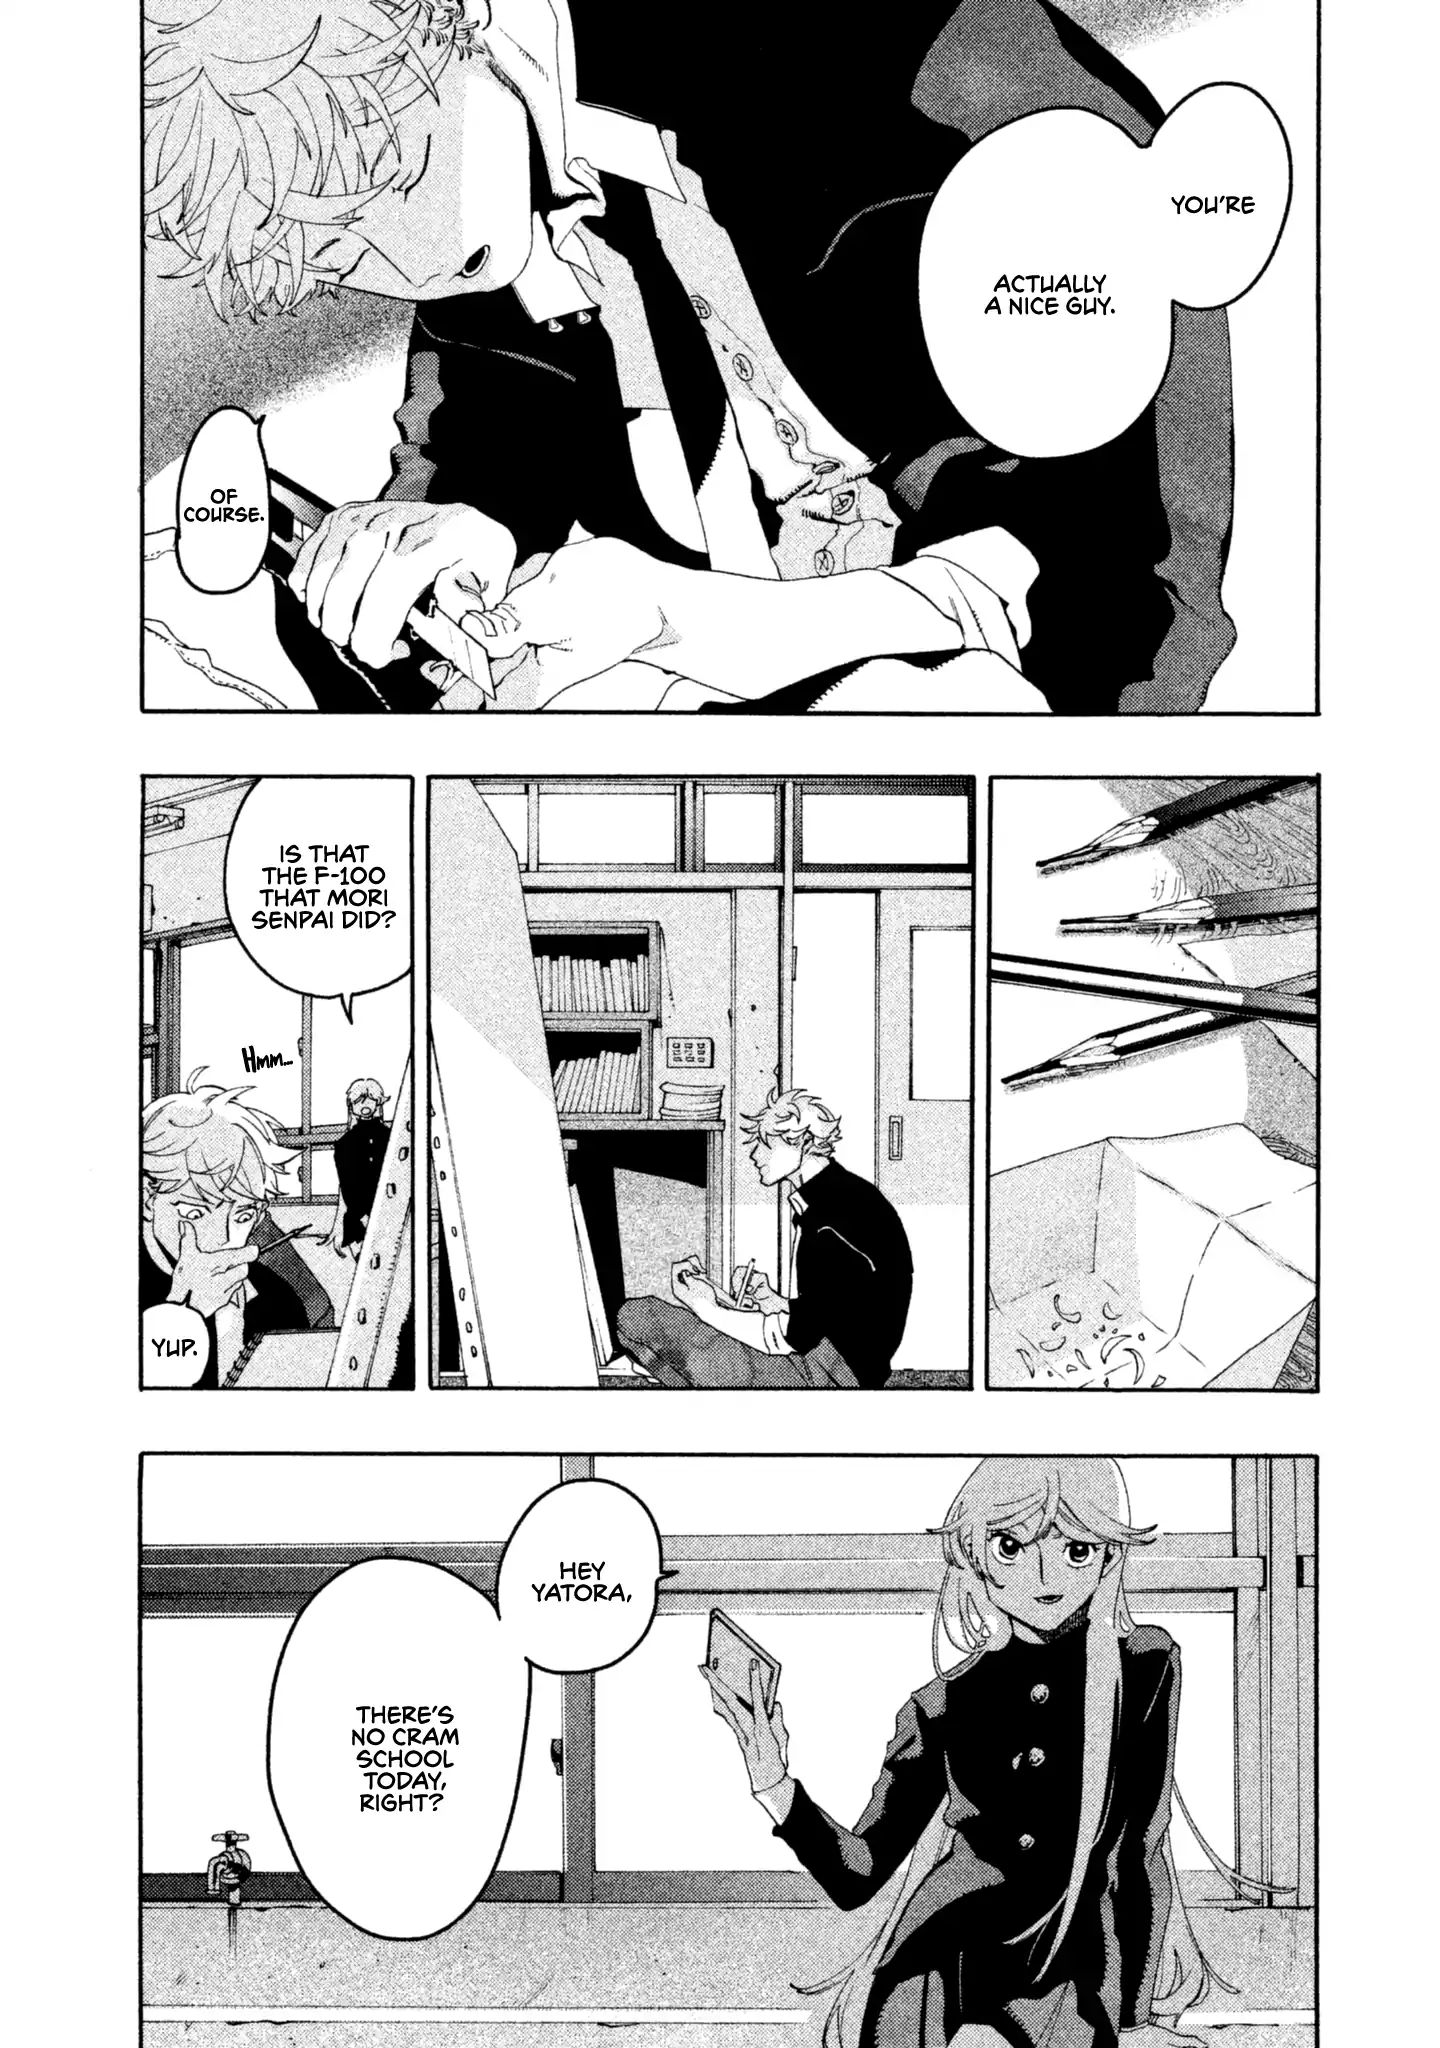 YOU'RE
ACTUALLY
A NICE GUY.
OF
COURSE.
IS THAT
THE F-100
THAT MORI
SENPAI DID?
HMM...
YUP.
HEY
YATORA,
THERE'S
NO CRAM
SCHOOL
TODAY,
RIGHT?